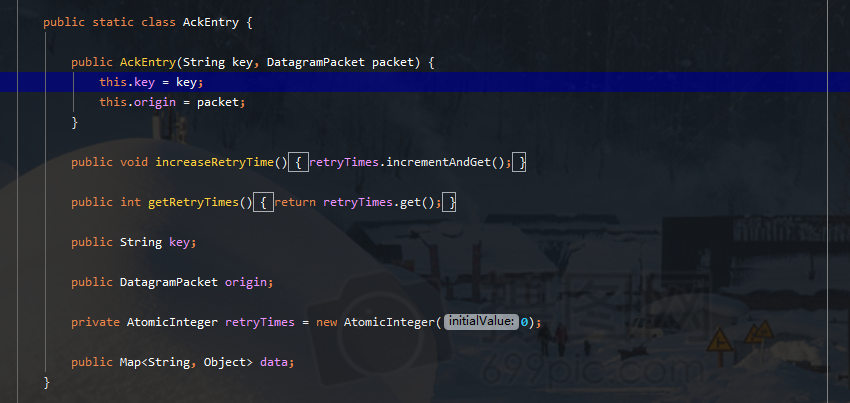 public static class AckEntry {
public AckEntry(String key, DatagramPacket packet) {
this.key = key;
this.origin = packet;
}
public void increaseRetryTime() { retryTimes.incrementAndGet(); }
public int getRetryTimes() { return retryTimes.get(); }
public String key;
public DatagramPacket origin;
private AtomicInteger retryTimes = new AtomicInteger( initialValue: 0);
public Map<String, Object> data;
}
699pic.com